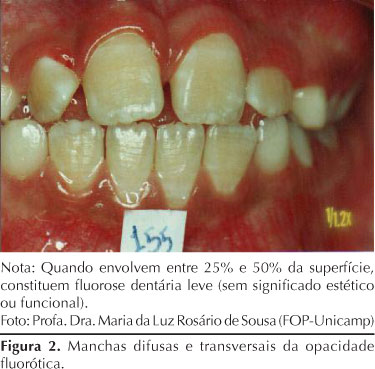 155
1/1.2X
Nota: Quando envolvem entre 25% e 50% da superfície,
constituem fluorose dentária leve (sem significado estético
ou funcional).
Foto: Profa. Dra. Maria da Luz Rosário de Sousa (FOP-Unicamp)
Figura 2. Manchas difusas e transversais da opacidade
fluorótica.